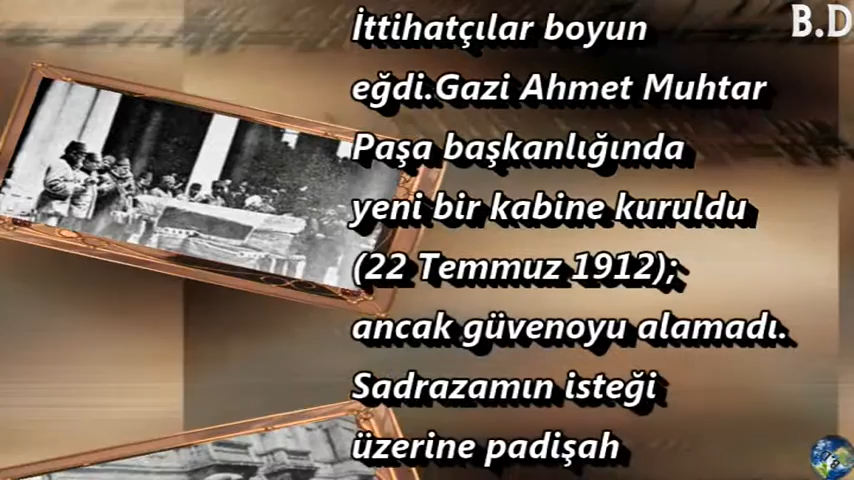 B.D
İttihatçılar boyun
eğdi.Gazi Ahmet Muhtar
Paşa başkanlığında
yeni bir kabine kuruldu
(22 Temmuz 1912);
ancak güvenoyu alamadı.
Sadrazamın isteği
üzerine padişah
B.D